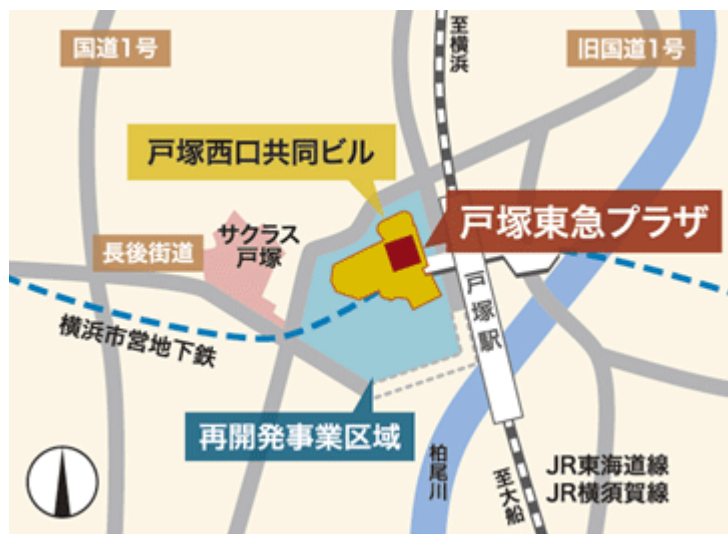 国道1号
至横浜
旧国道1号
戸塚西口共同ビル
戸塚東急プラザ
サクラス
戸塚
長後街道
横浜市営地下鉄
戸塚駅
再開発事業区域
柏尾川
至大船
JR東海道線
JR横須賀線